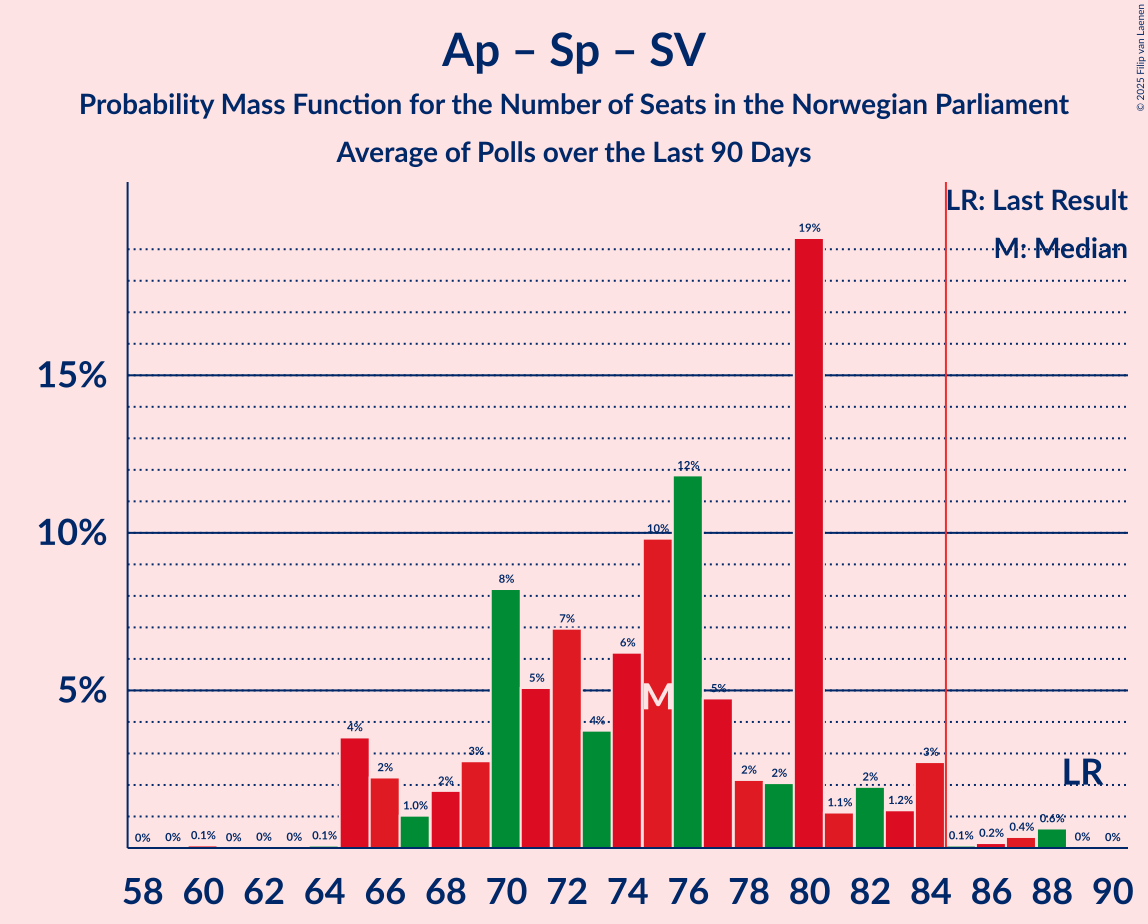 Ap – Sp – SV
Probability Mass Function for the Number of Seats in the Norwegian Parliament
Average of Polls over the Last 90 Days
© 2025 Filip van Laenen
LR: Last Result
M: Median
15%
10%
5%
0% 0% 0.1% 0% 0% 0% 0.1% 4% 2% 1.0% 2% 3% 8% 5% 7% 4% 6% 10% 12% 5% 2% 2% 19% 1.1% 2% 1.2% 3% 0.1% 0.2% 0.4% 0.6% 0% 0%
M
LR
58 60 62 64 66 68 70 72 74 76 78 80 82 84 86 88 90